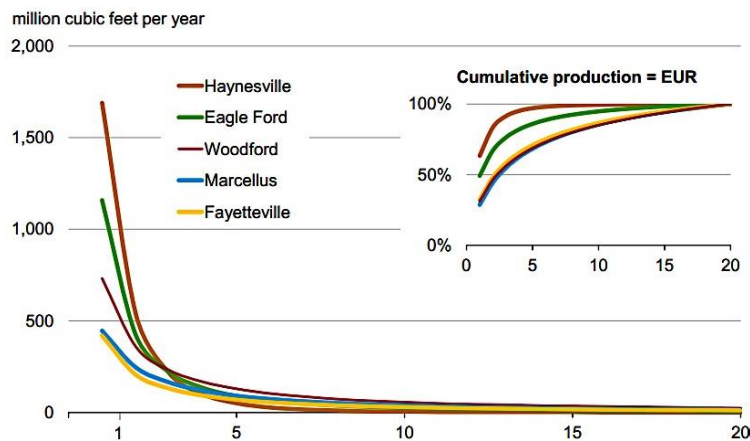 million cubic feet per year
2,000
1,500
1,000
500
0
1
5
10
15
20
Haynesville
Eagle Ford
Woodford
Marcellus
Fayetteville
Cumulative production = EUR
100%
50%
0%
0
5
10
15
20